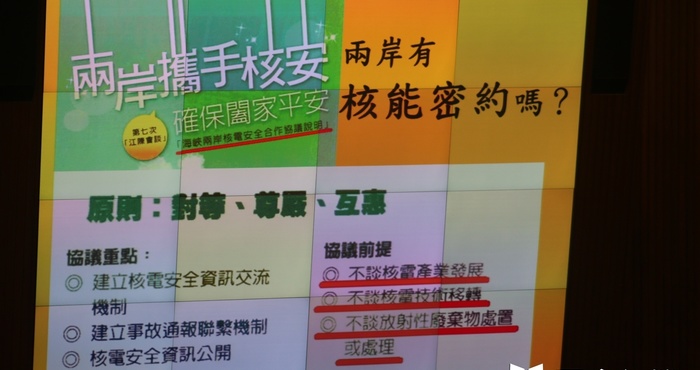 兩岸攜手核安
確保闔家平安
第七次
「江陳會談」
「海峽兩岸核電安全合作協議說明」
兩岸有
核能密約嗎?
原則：對等、尊嚴、互惠
協議重點：
◎ 建立核電安全資訊交流
機制
◎ 建立事故通報聯繫機制
◎ 核電安全資訊公開
協議前提
◎ 不談核電產業發展
◎ 不談核電技術移轉
◎ 不談放射性廢棄物處置
或處理